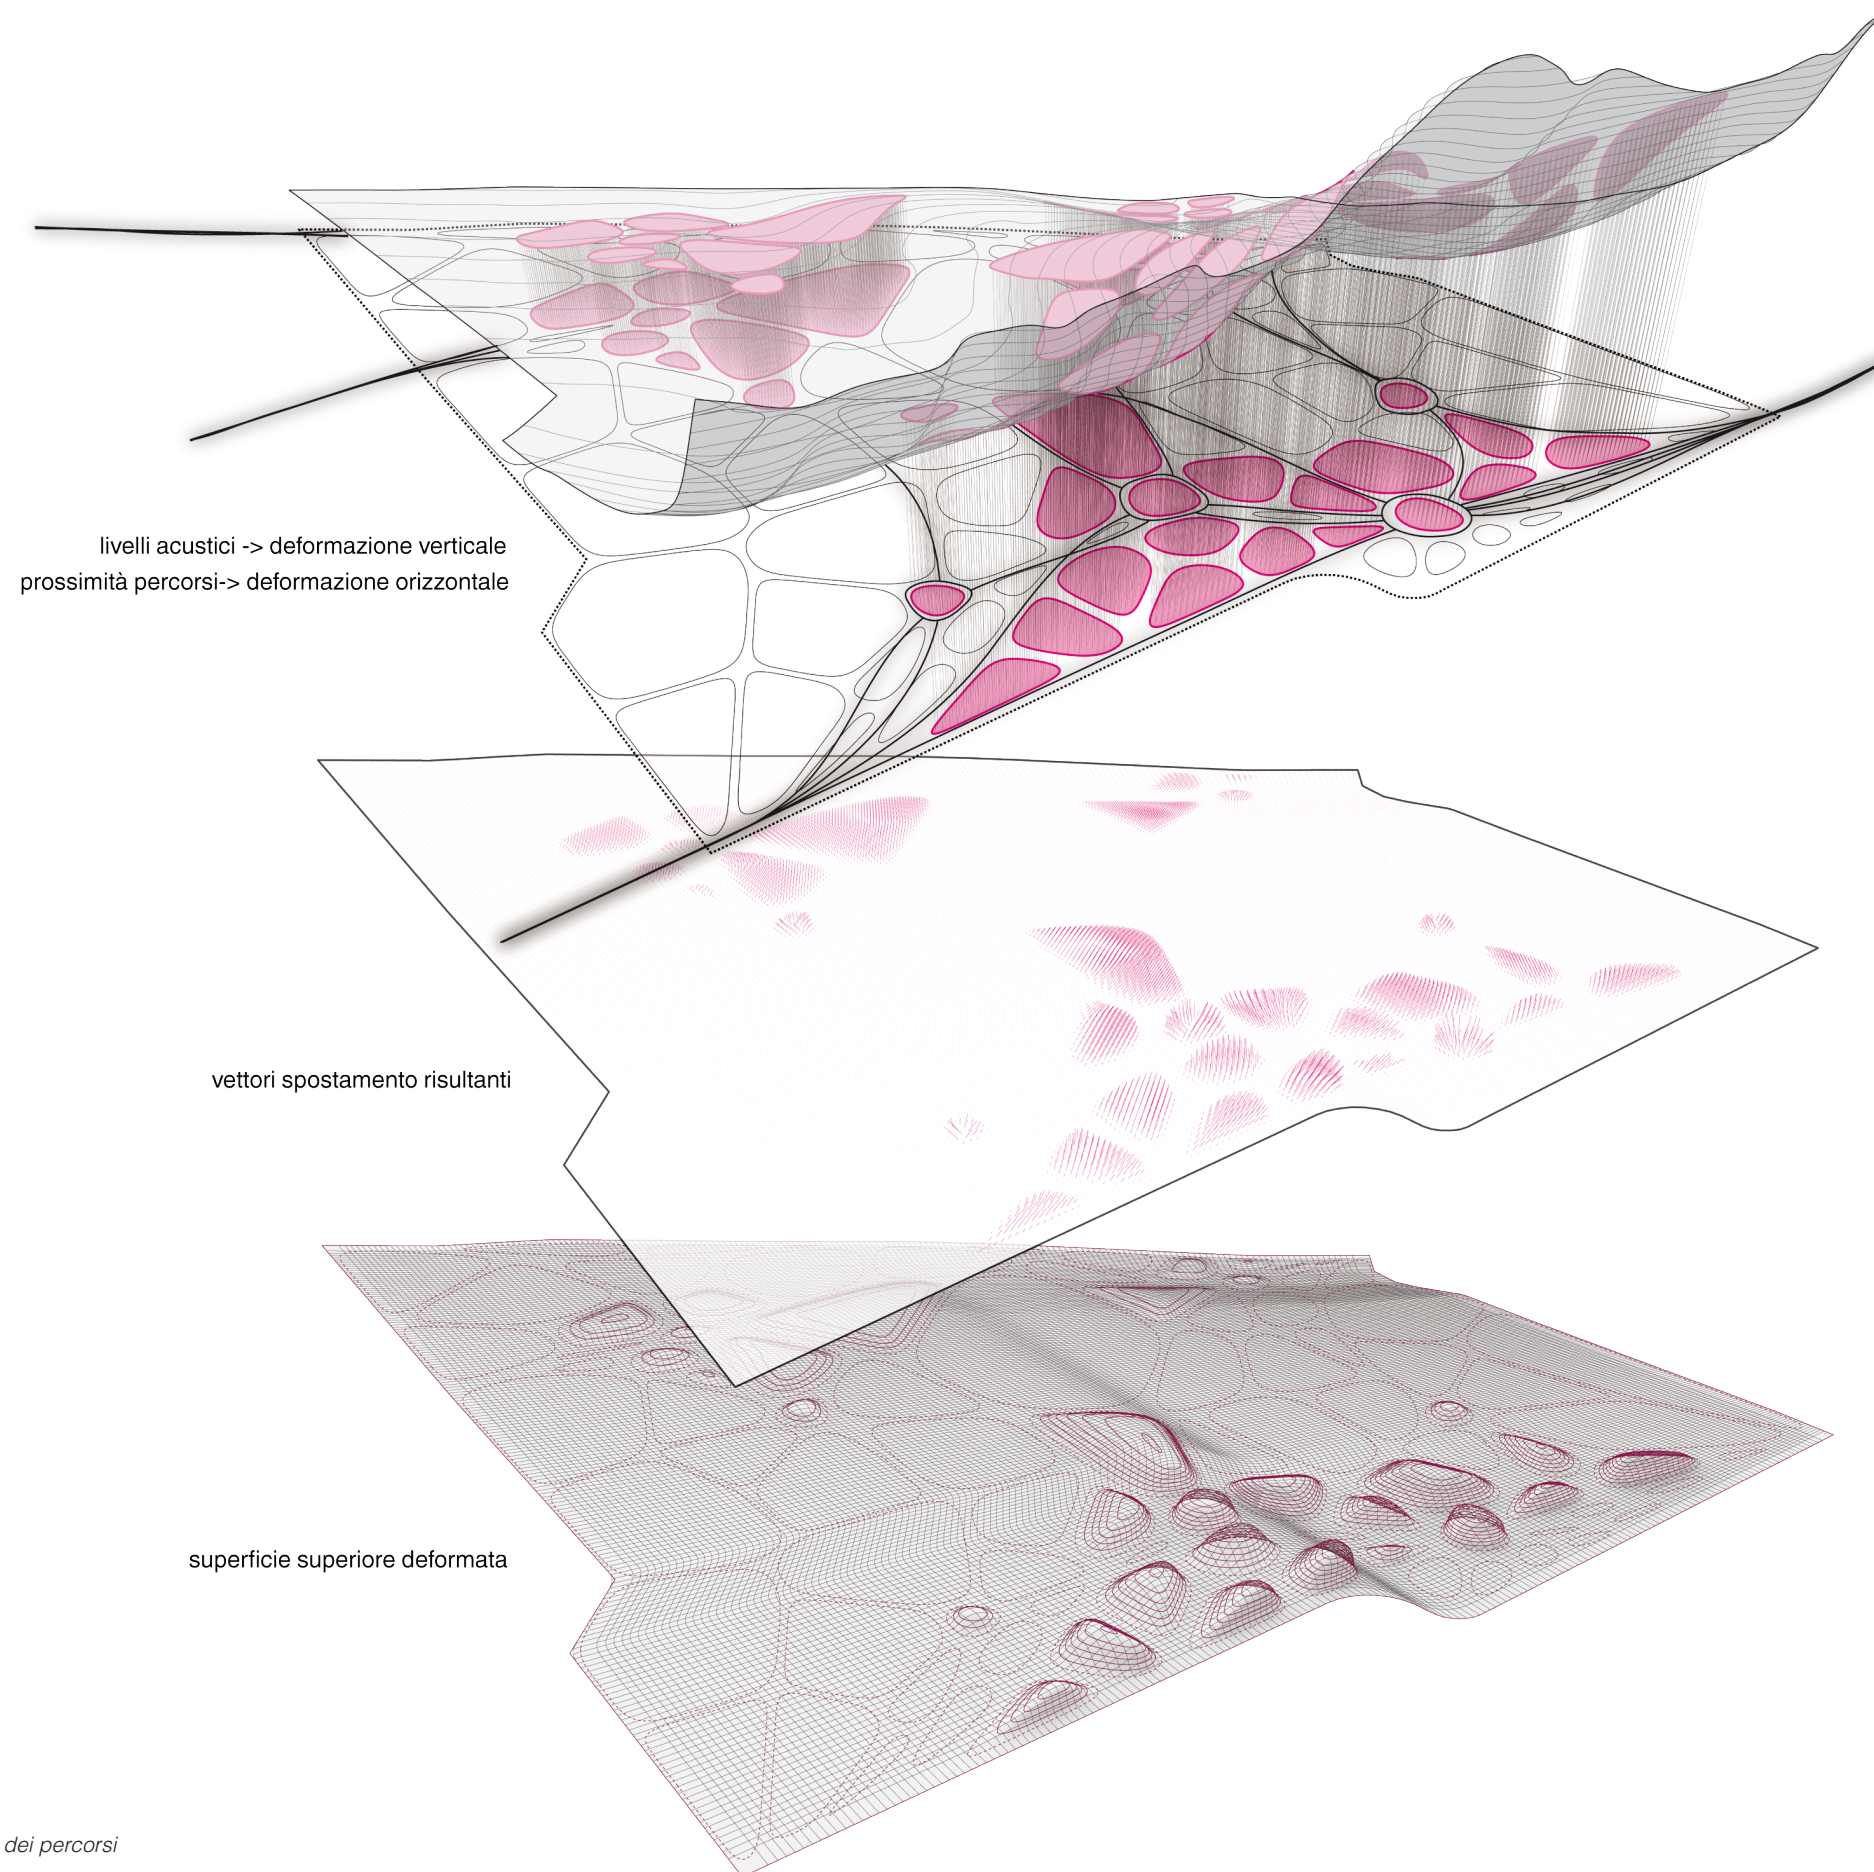 livelli acustici -> deformazione verticale
prossimità percorsi-> deformazione orizzontale
vettori spostamento risultanti
superficie superiore deformata
dei percorsi